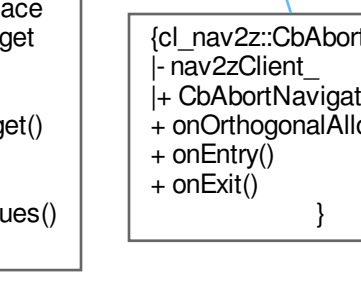 ace
get
get()
ues()
{cl_nav2z::CbAbort
|- nav2zClient_
|+ CbAbortNavigat
+ onOrthogonalAllo
+ onEntry()
+ onExit()
}